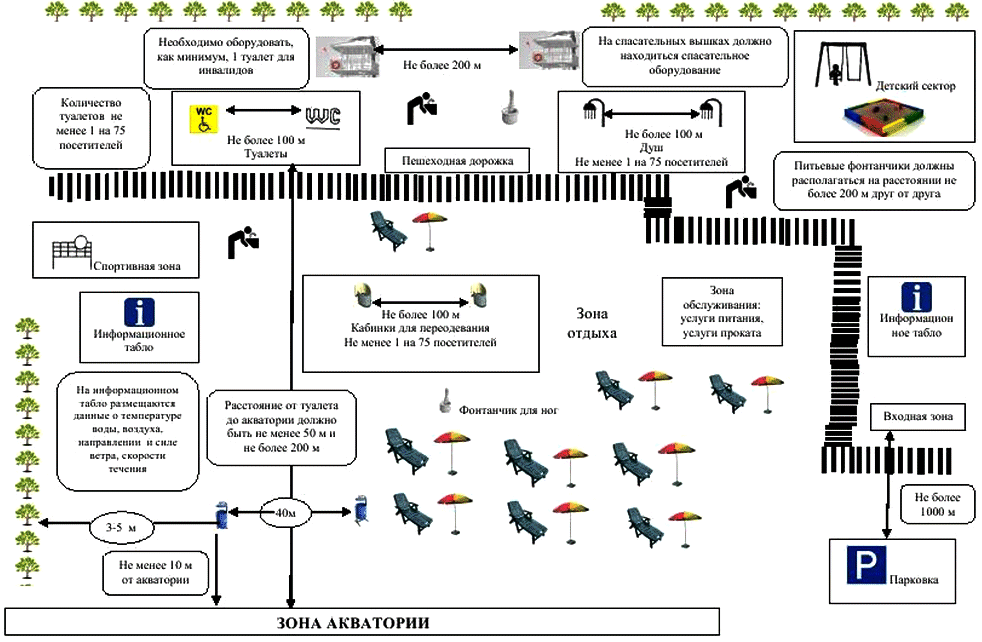 Необходимо оборудовать,
как минимум, 1 туалет для
инвалидов
Не более 200 м
На спасательных вышках должно
находиться спасательное
оборудование
Детский сектор
Количество
туалетов не
менее 1 на 75
посетителей
WC
WC
Не более 100 м
Туалеты
Пешеходная дорожка
Не более 100 м
Душ
Не менее 1 на 75 посетителей
Питьевые фонтанчики должны
располагаться на расстоянии не
более 200 м друг от друга
Спортивная зона
i
Информационное
табло
Не более 100 м
Кабинки для переодевания
Не менее 1 на 75 посетителей
Зона
отдыха
Зона
обслуживания:
услуги питания,
услуги проката
i
Информацион
ное табло
На информационном
табло размещаются
данные о температуре
воды, воздуха,
направлении и силе
ветра, скорости
течения
Расстояние от туалета
до акватории должно
быть не менее 50 м и
не более 200 м
Фонтанчик для ног
Входная зона
Не более
1000 м
3-5 м
40м
Не менее 10 м
от акватории
P
Парковка
ЗОНА АКВАТОРИИ